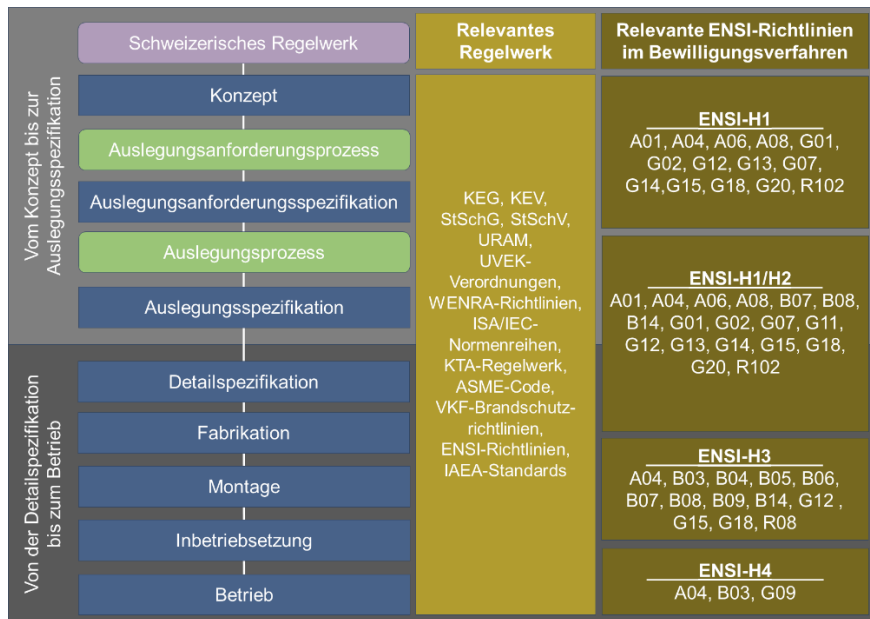 Vom Konzept bis zur
Auslegungsspezifikation
Von der Detailspezifikation
bis zum Betrieb
Schweizerisches Regelwerk
Konzept
Auslegungsanforderungsprozess
Auslegungsanforderungsspezifikation
Auslegungsprozess
Auslegungsspezifikation
Detailspezifikation
Fabrikation
Montage
Inbetriebsetzung
Betrieb
Relevantes
Regelwerk
KEG, KEV,
StSchG, StSchV,
URAM,
UVEK-
Verordnungen,
WENRA-Richtlinien,
ISA/IEC-
Normenreihen,
KTA-Regelwerk,
ASME-Code,
VKF-Brandschutz-
richtlinien,
ENSI-Richtlinien,
IAEA-Standards
Relevante ENSI-Richtlinien
im Bewilligungsverfahren
ENSI-H1
A01, A04, A06, A08, G01,
G02, G12, G13, G07,
G14,G15, G18, G20, R102
ENSI-H1/H2
A01, A04, A06, A08, B07, B08,
B14, G01, G02, G07, G11,
G12, G13, G14, G15, G18,
G20, R102
ENSI-H3
A04, B03, B04, B05, B06,
B07, B08, B09, B14, G12 ,
G15, G18, R08
ENSI-H4
A04, B03, G09